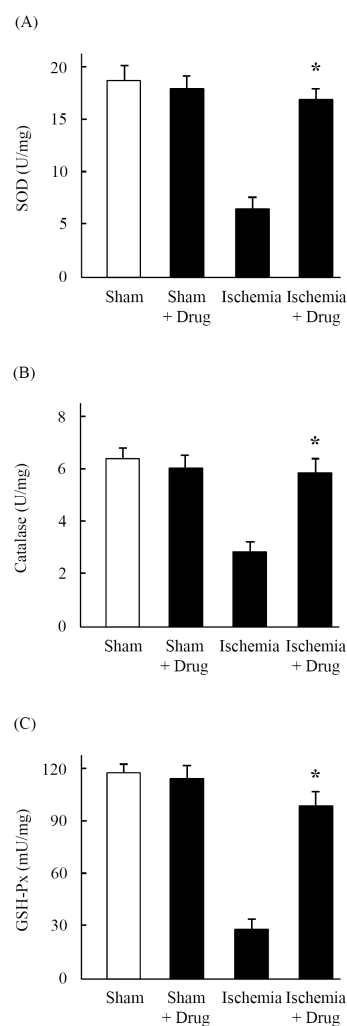 (A)
SOD (U/mg)
20
15
10
5
0
*
Sham
Sham
+ Drug
Ischemia
Ischemia
+ Drug
(B)
Catalase (U/mg)
8
6
4
2
0
*
Sham
Sham
+ Drug
Ischemia
Ischemia
+ Drug
(C)
GSH-Px (mU/mg)
120
90
60
30
0
*
Sham
Sham
+ Drug
Ischemia
Ischemia
+ Drug